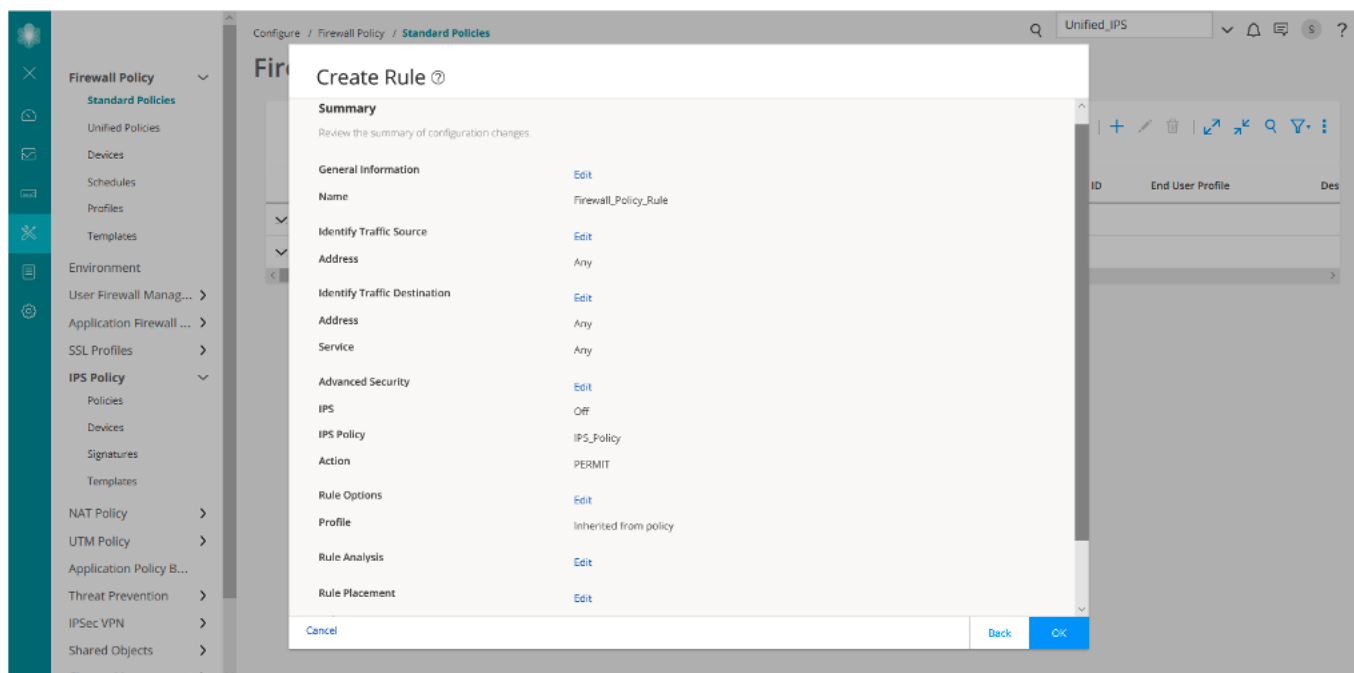 Configure / Firewall Policy / Standard Policies
Unified_IPS
S
?
Fire
Firewall Policy
Standard Policies
Unified Policies
Devices
Schedules
Profiles
Templates
Environment
User Firewall Manag...
Application Firewall ...
SSL Profiles
IPS Policy
Policies
Devices
Signatures
Templates
NAT Policy
UTM Policy
Application Policy B...
Threat Prevention
IPSec VPN
Shared Objects
Create Rule ?
Summary
Review the summary of configuration changes.
General Information Edit
Name Firewall_Policy_Rule
Identify Traffic Source Edit
Address Any
Identify Traffic Destination Edit
Address Any
Service Any
Advanced Security Edit
IPS Off
IPS Policy IPS_Policy
Action PERMIT
Rule Options Edit
Profile Inherited from policy
Rule Analysis Edit
Rule Placement Edit
Cancel Back OK
ID End User Profile Des